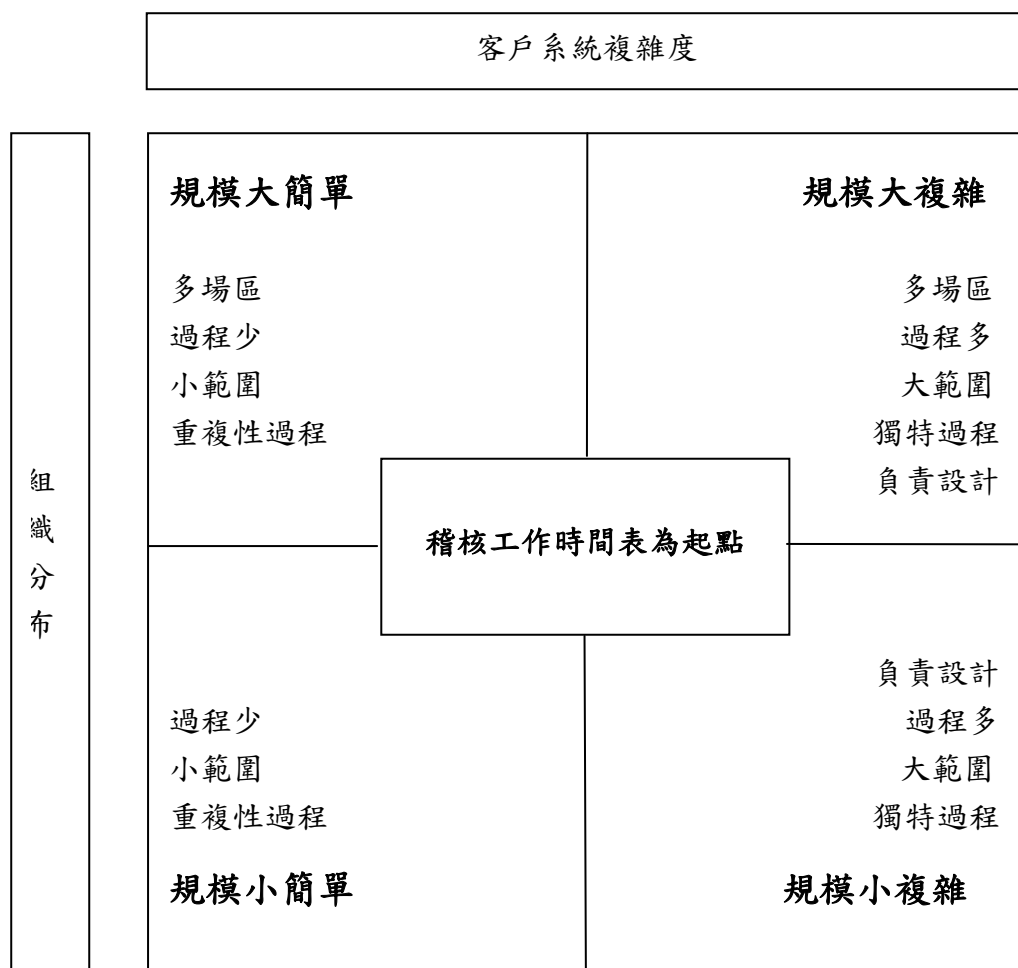 客戶系統複雜度
組
織
分
布
規模大簡單
多場區
過程少
小範圍
重複性過程
規模大複雜
多場區
過程多
大範圍
獨特過程
負責設計
稽核工作時間表為起點
過程少
小範圍
重複性過程
規模小簡單
負責設計
過程多
大範圍
獨特過程
規模小複雜